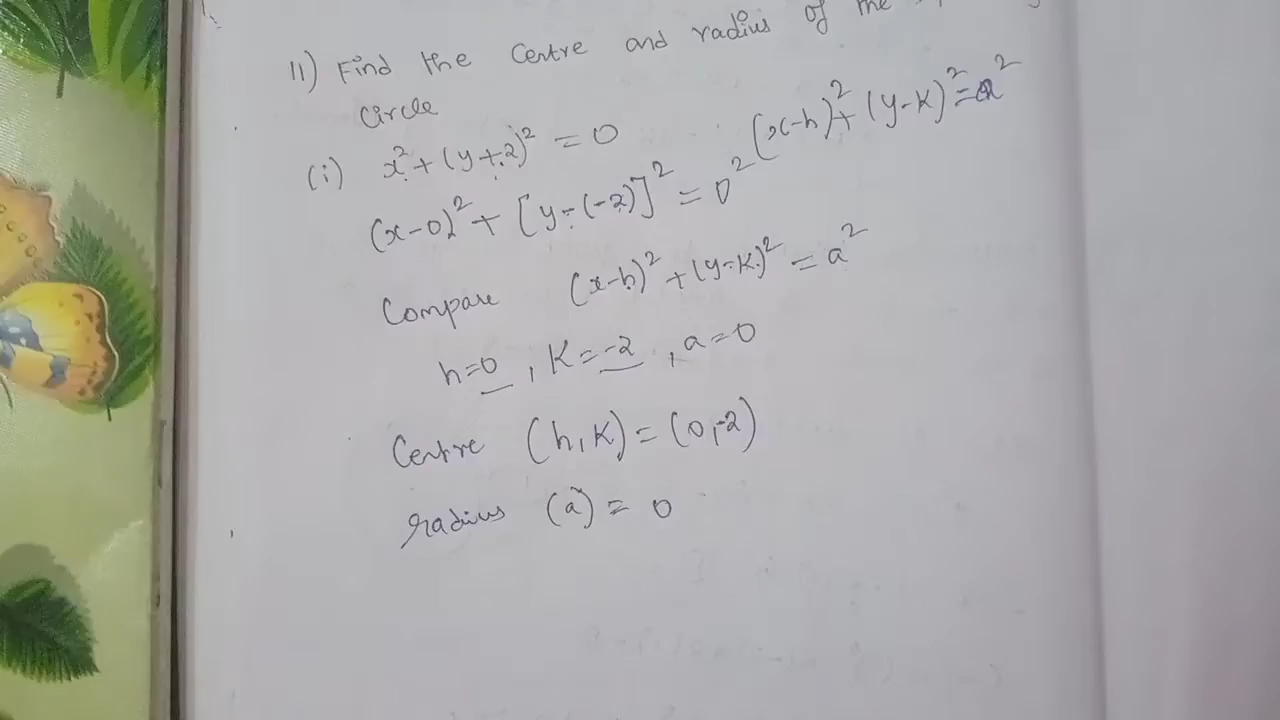 11) Find the Centre and radius of the
Circle
(i) x² + (y+2)² = 0
(x-h)² + (y-k)² = a²
(x-0)² + [y-(-2)]² = 0²
Compare (x-h)² + (y-k)² = a²
h=0, K=-2, a=0
Centre (h,K) = (0,-2)
radius (a) = 0